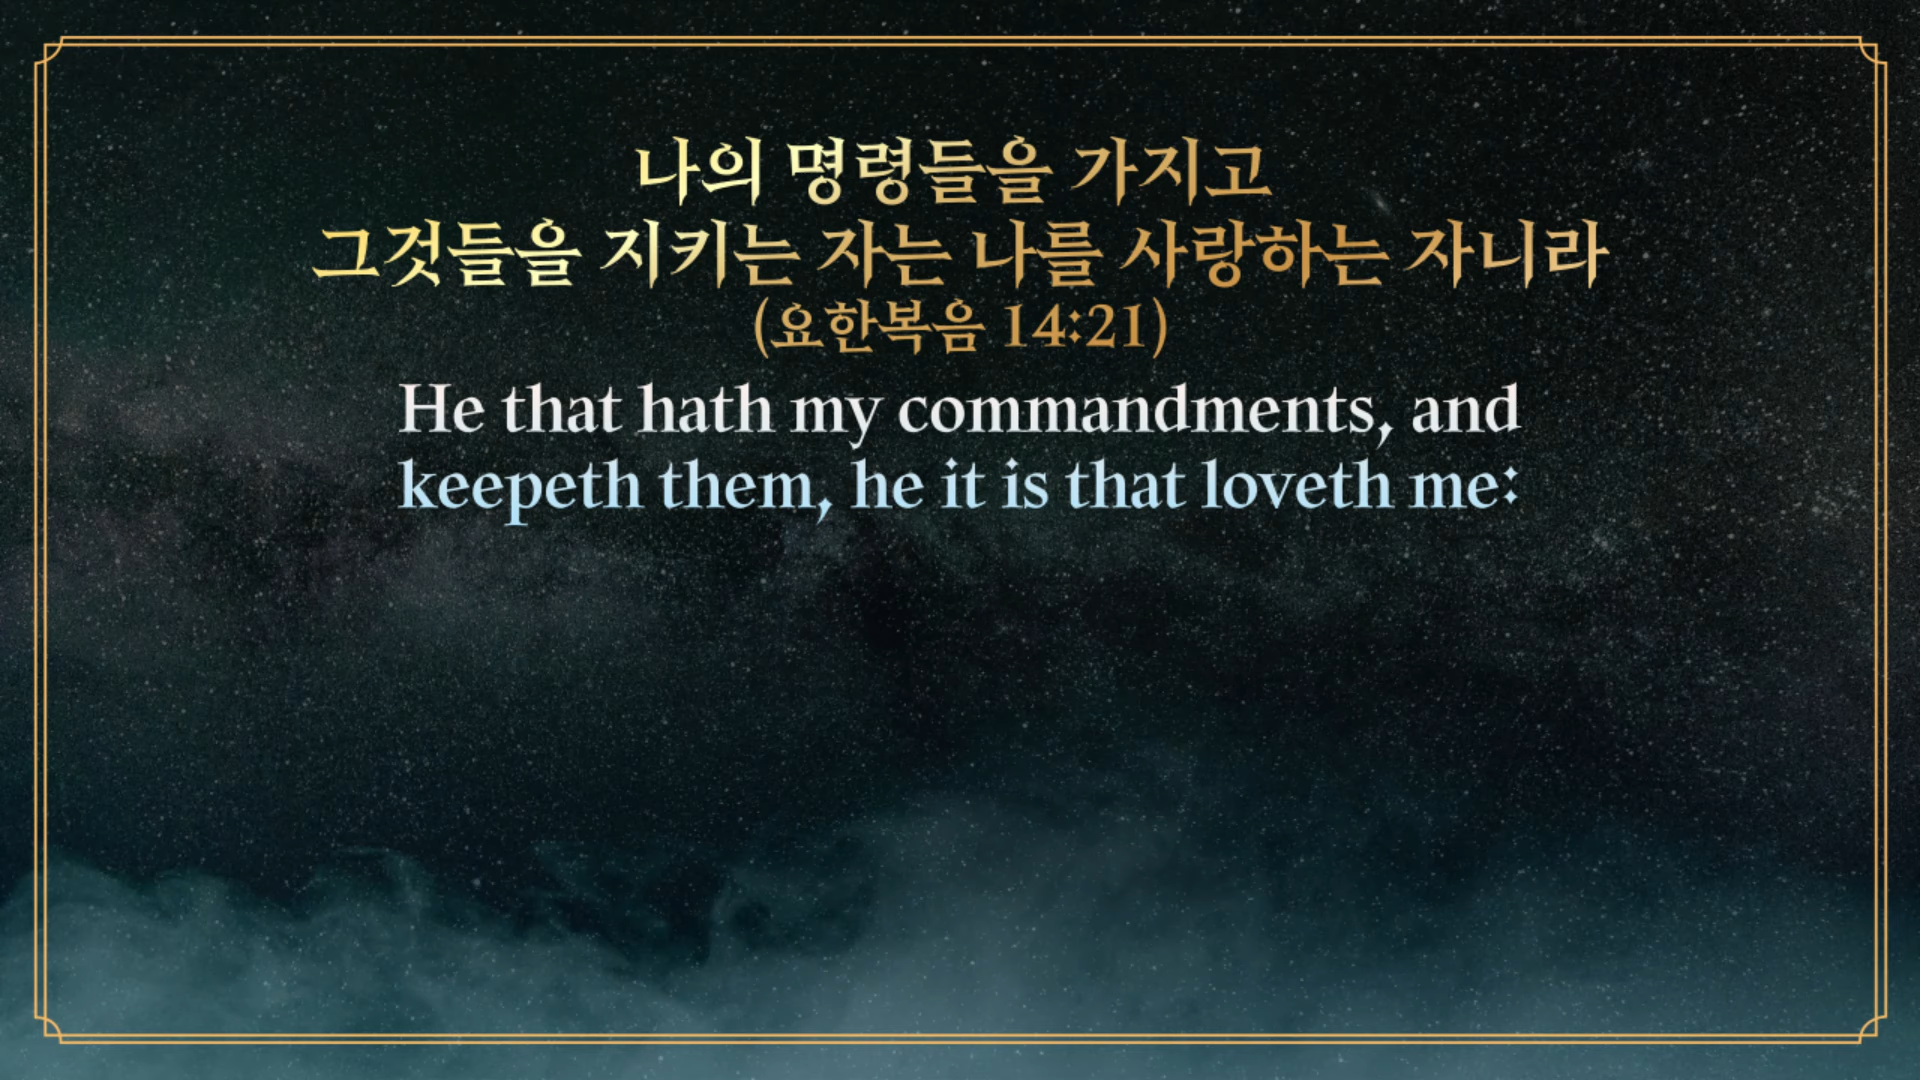 나의 명령들을 가지고
그것들을 지키는 자는 나를 사랑하는 자니라
(요한복음 14:21)
He that hath my commandments, and
keepeth them, he it is that loveth me: